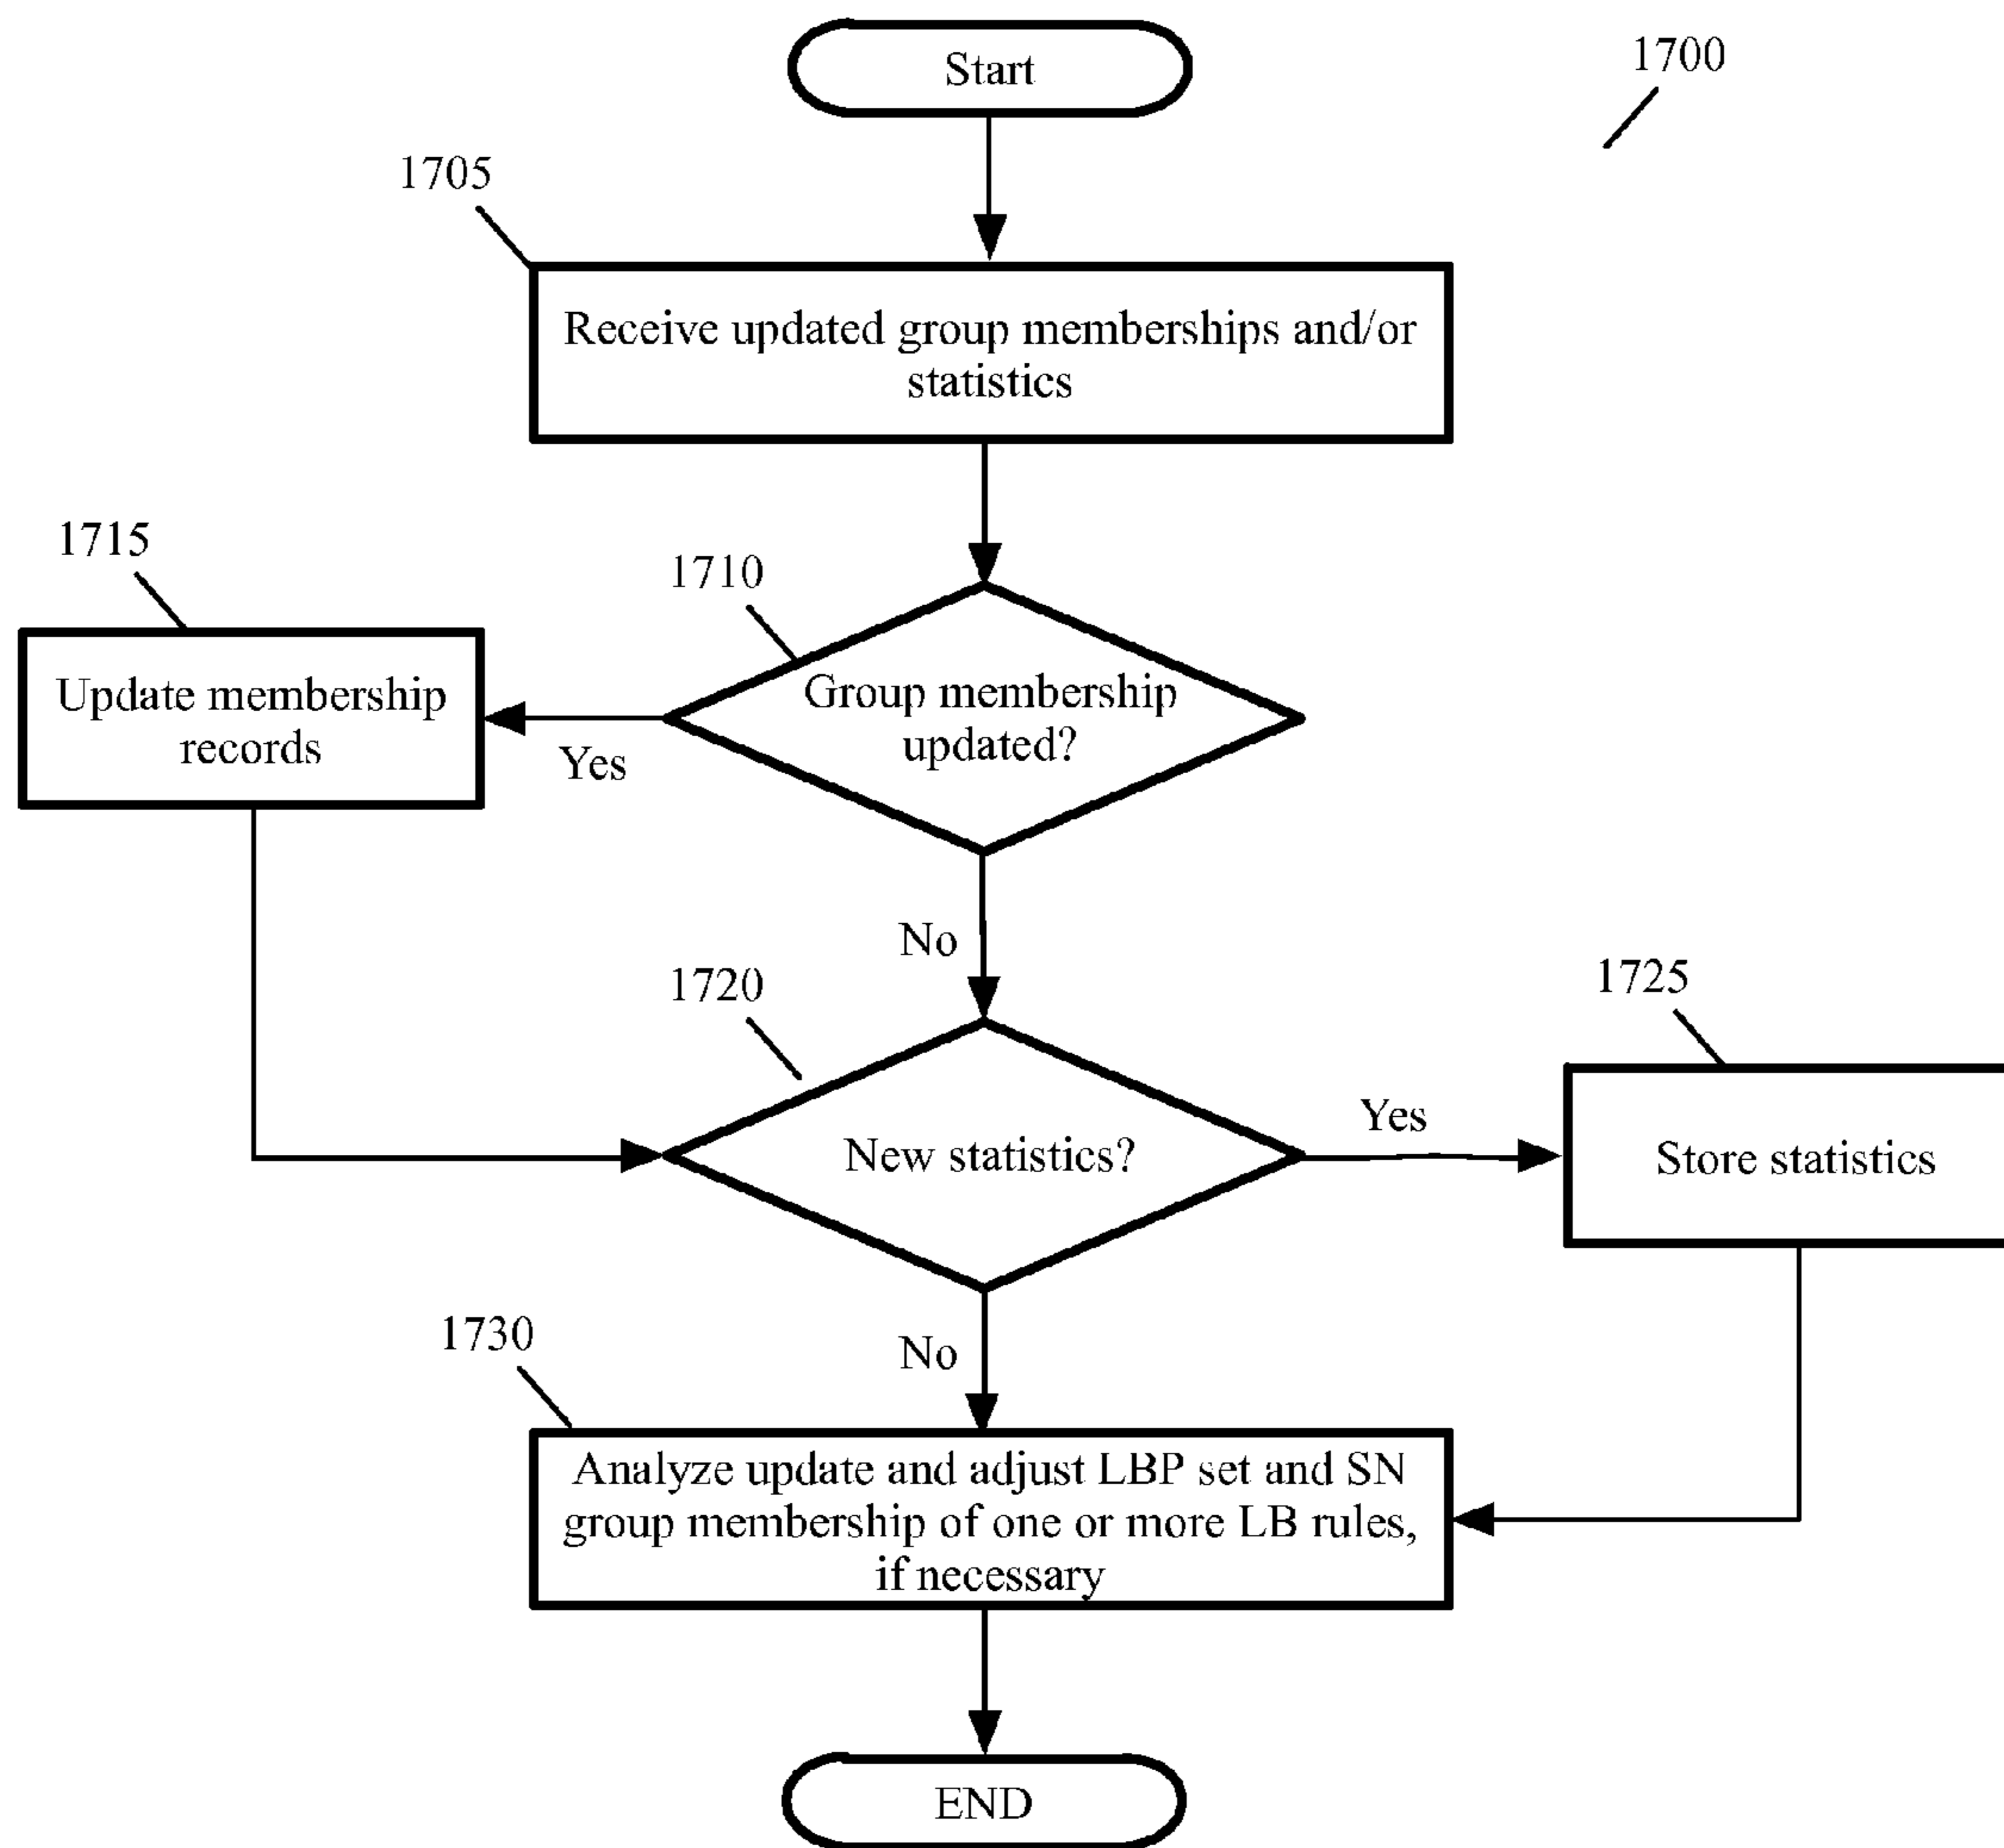 Start
1700
1705
Receive updated group memberships and/or
statistics
1715
1710
Update membership
records
Group membership
updated?
Yes
No
1720
1725
Yes
New statistics?
Store statistics
1730
No
Analyze update and adjust LBP set and SN
group membership of one or more LB rules,
if necessary
END